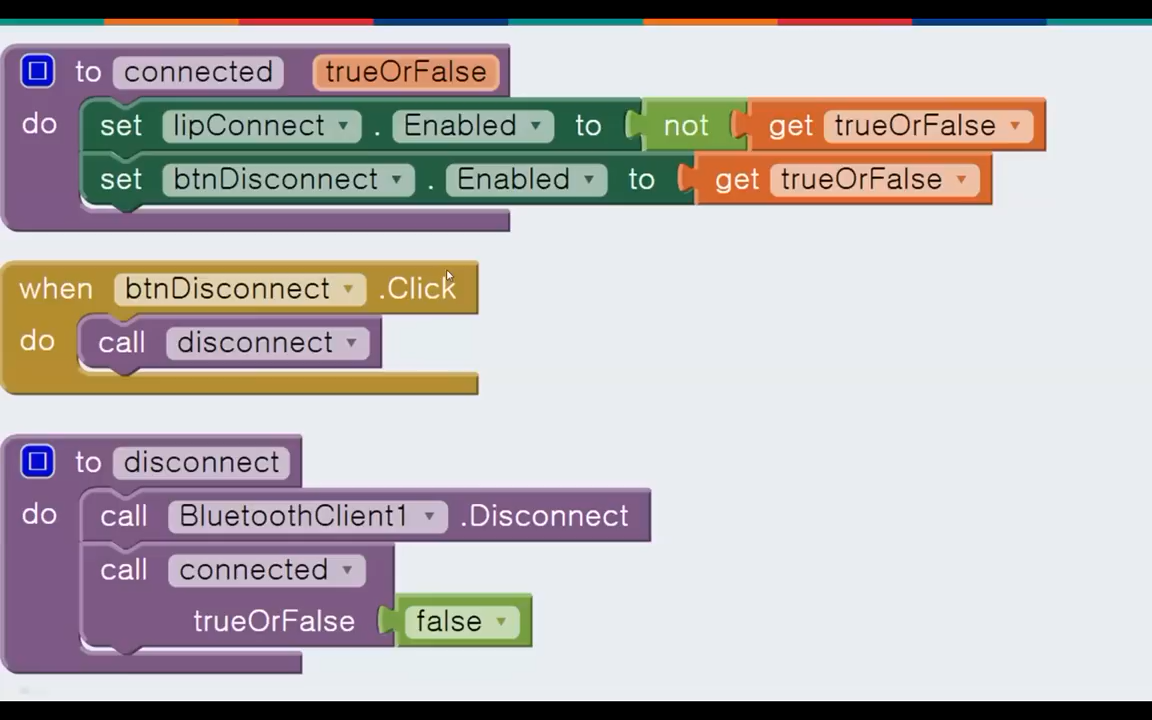 to connected trueOrFalse
do set lipConnect . Enabled to not get trueOrFalse
set btnDisconnect . Enabled to get trueOrFalse
when btnDisconnect .Click
do call disconnect
to disconnect
do call BluetoothClient1 .Disconnect
call connected
trueOrFalse false